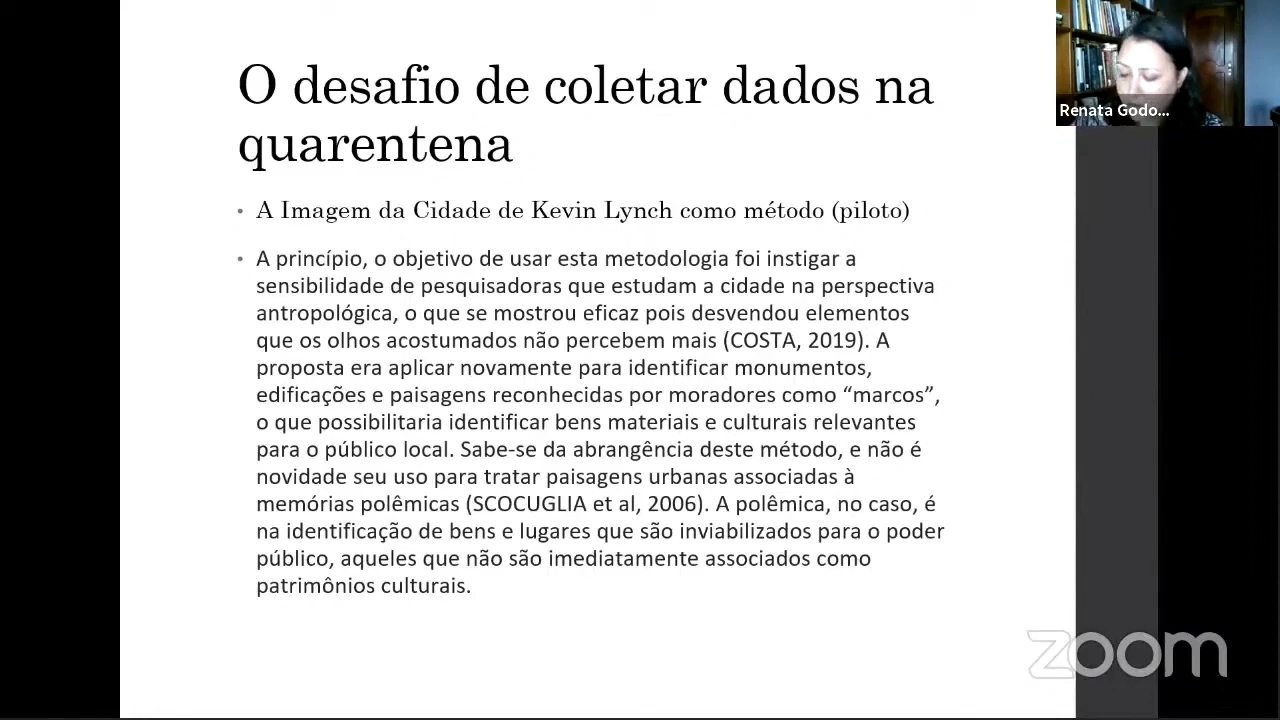 O desafio de coletar dados na
quarentena
• A Imagem da Cidade de Kevin Lynch como método (piloto)
• A princípio, o objetivo de usar esta metodologia foi instigar a
sensibilidade de pesquisadoras que estudam a cidade na perspectiva
antropológica, o que se mostrou eficaz pois desvendou elementos
que os olhos acostumados não percebem mais (COSTA, 2019). A
proposta era aplicar novamente para identificar monumentos,
edificações e paisagens reconhecidas por moradores como “marcos”,
o que possibilitaria identificar bens materiais e culturais relevantes
para o público local. Sabe-se da abrangência deste método, e não é
novidade seu uso para tratar paisagens urbanas associadas à
memórias polêmicas (SCOCUGLIA et al, 2006). A polêmica, no caso, é
na identificação de bens e lugares que são inviabilizados para o poder
público, aqueles que não são imediatamente associados como
patrimônios culturais.
Renata Godo...
zoom